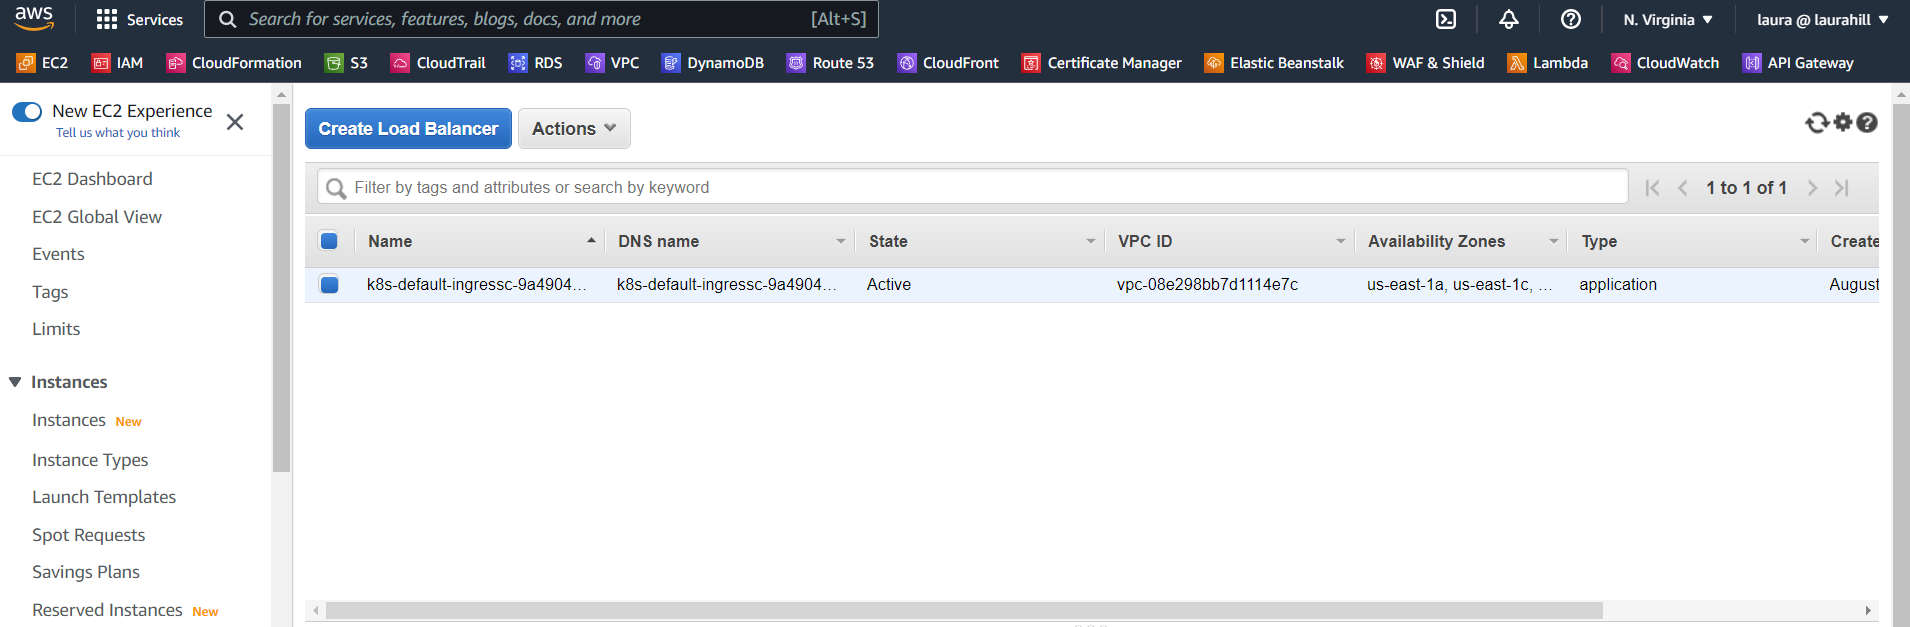 aws
Services
Search for services, features, blogs, docs, and more [Alt+S]
N. Virginia
laura @ laurahill
EC2 IAM CloudFormation S3 CloudTrail RDS VPC DynamoDB Route 53 CloudFront Certificate Manager Elastic Beanstalk WAF & Shield Lambda CloudWatch API Gateway
New EC2 Experience
Tell us what you think
EC2 Dashboard
EC2 Global View
Events
Tags
Limits
Instances
Instances New
Instance Types
Launch Templates
Spot Requests
Savings Plans
Reserved Instances New
Create Load Balancer Actions
Filter by tags and attributes or search by keyword 1 to 1 of 1
Name DNS name State VPC ID Availability Zones Type Create
k8s-default-ingressc-9a4904... k8s-default-ingressc-9a4904... Active vpc-08e298bb7d1114e7c us-east-1a, us-east-1c, ... application August